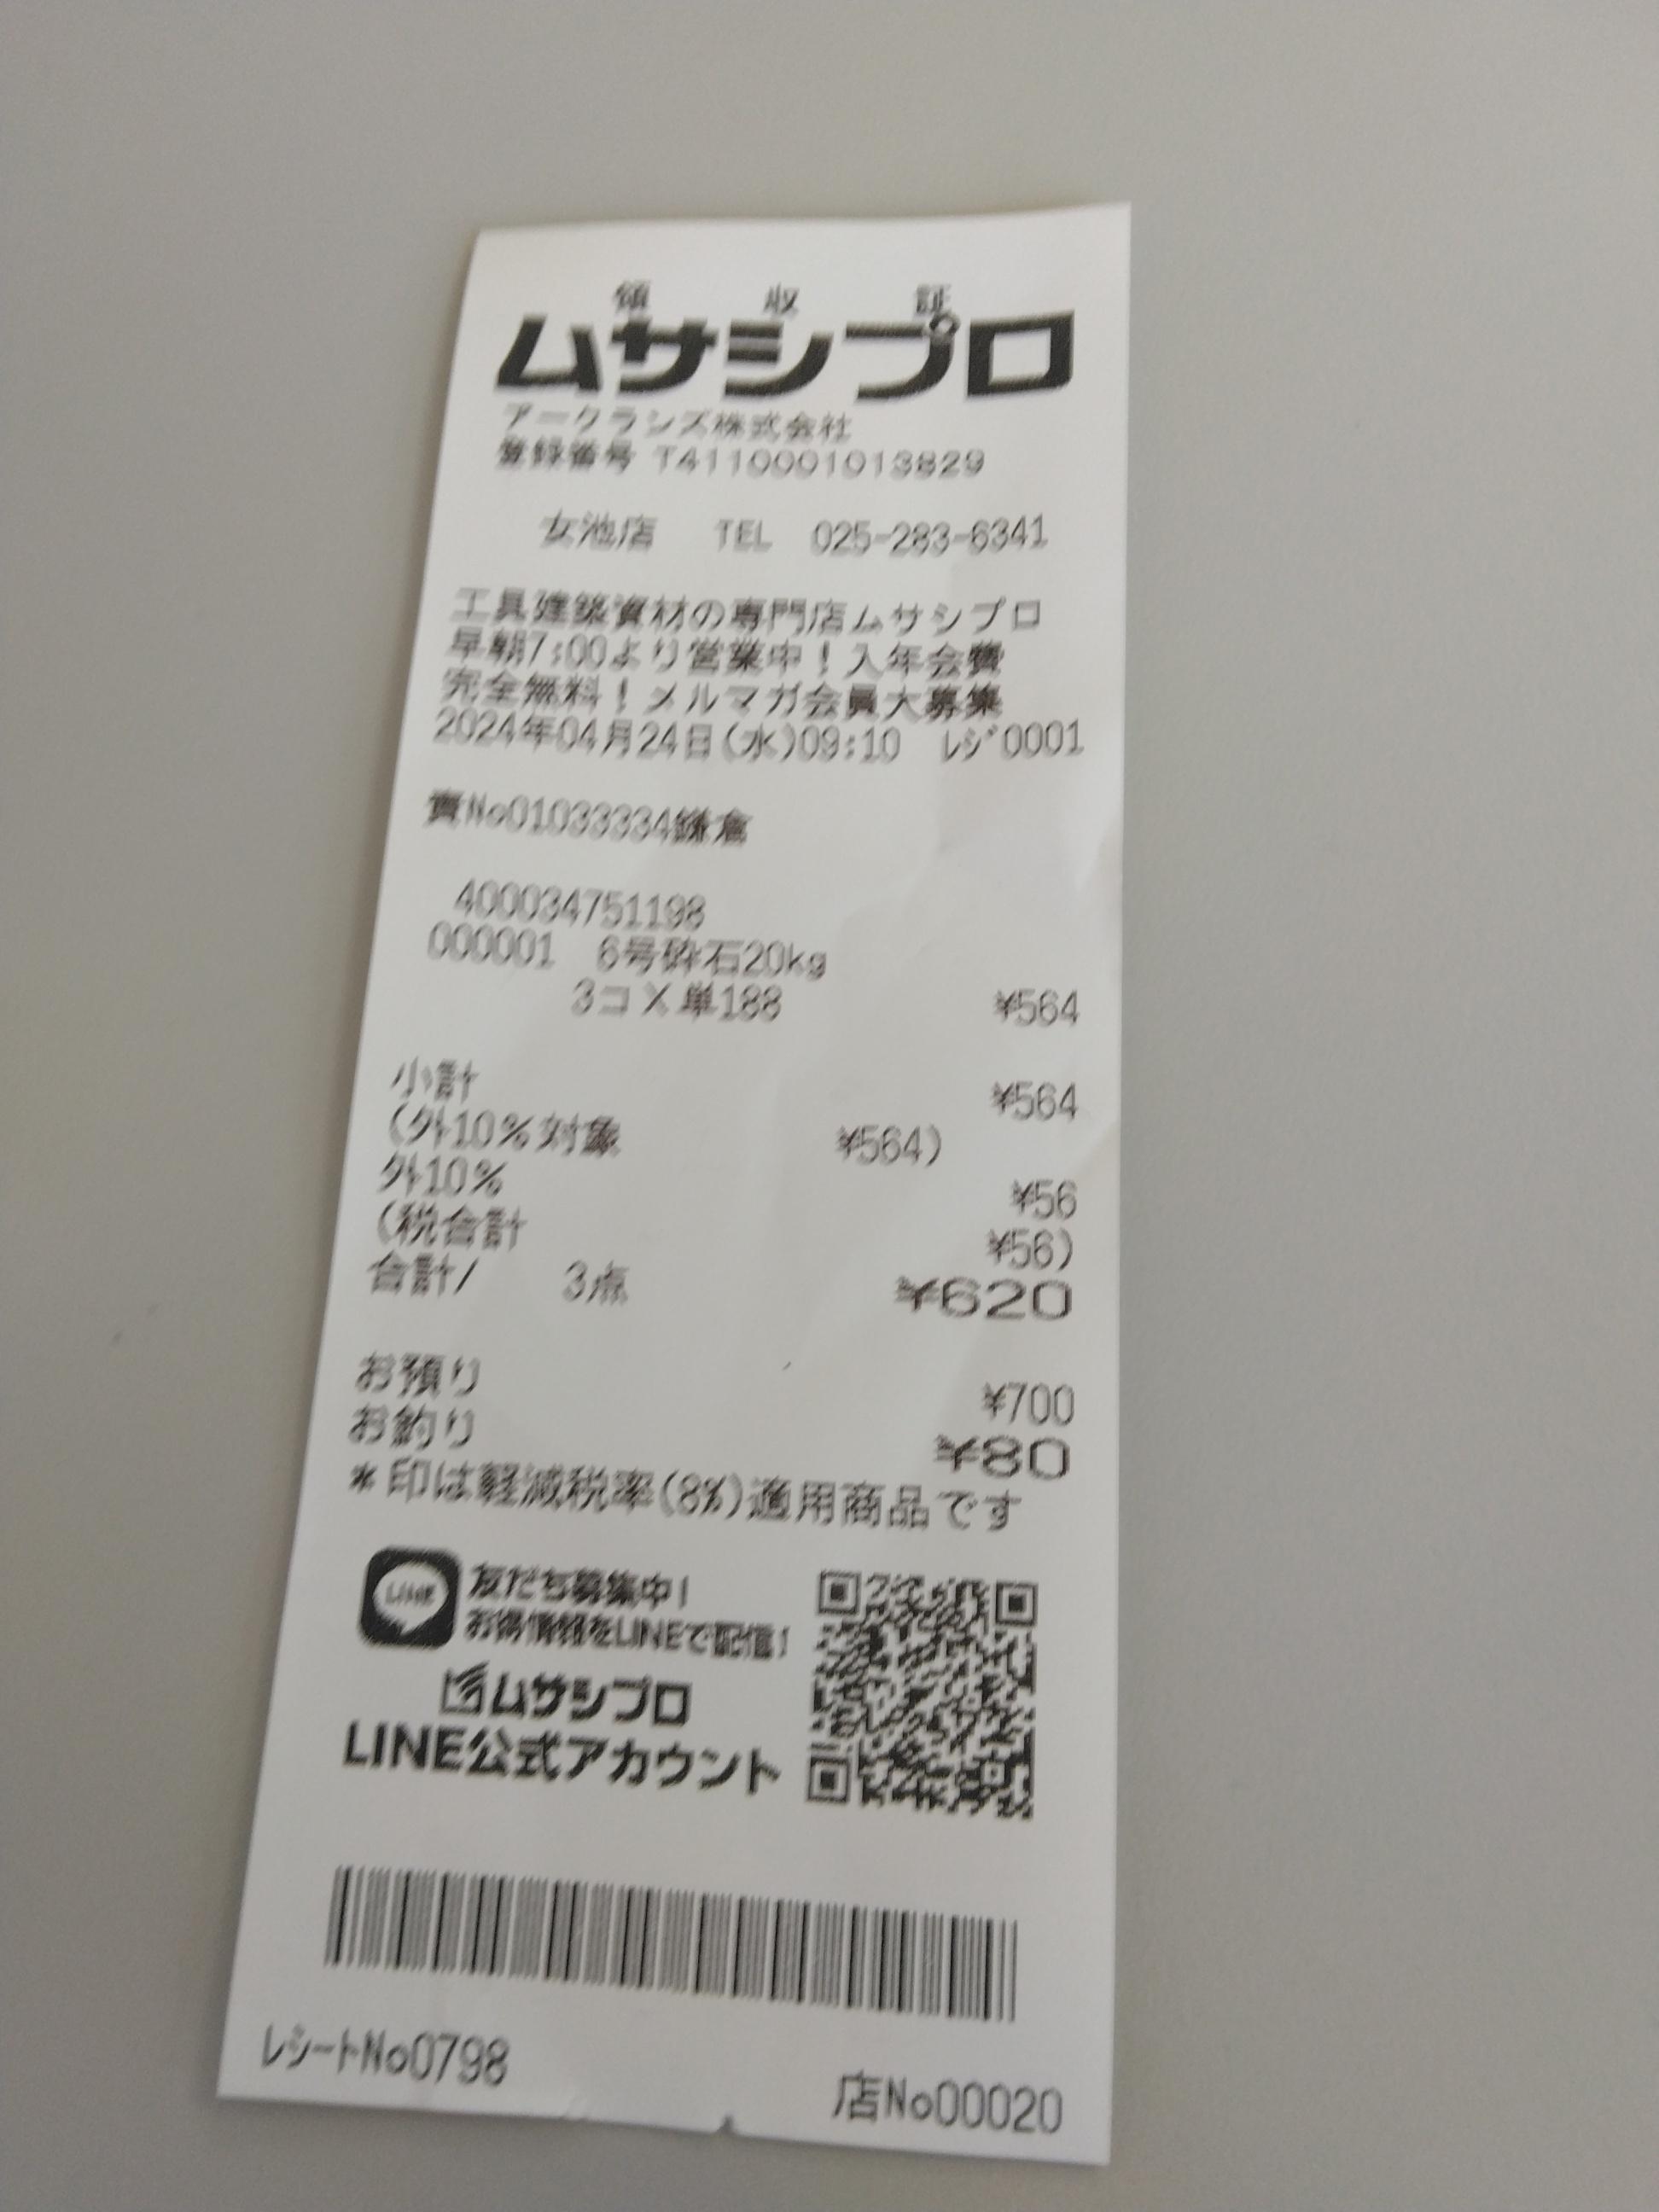 領 収 証
ムサシプロ
アークランズ株式会社
登録番号 T4110001013829
女池店 TEL 025-283-6341
工具建築資材の専門店ムサシプロ
早朝7:00より営業中!入年会費
完全無料!メルマガ会員大募集
2024年04月24日(水)09:10 レジ0001
責No01033334鎌倉
400034751198
000001 6号砕石20kg
3コ×単188 ¥564
小計 ¥564
(外10%対象 ¥564)
外10% ¥56
(税合計 ¥56)
合計/ 3点 ¥620
お預り ¥700
お釣り ¥80
*印は軽減税率(8%)適用商品です
LINE
友だち募集中!
お得情報をLINEで配信!
ムサシプロ
LINE公式アカウント
レシートNo0798 店No00020